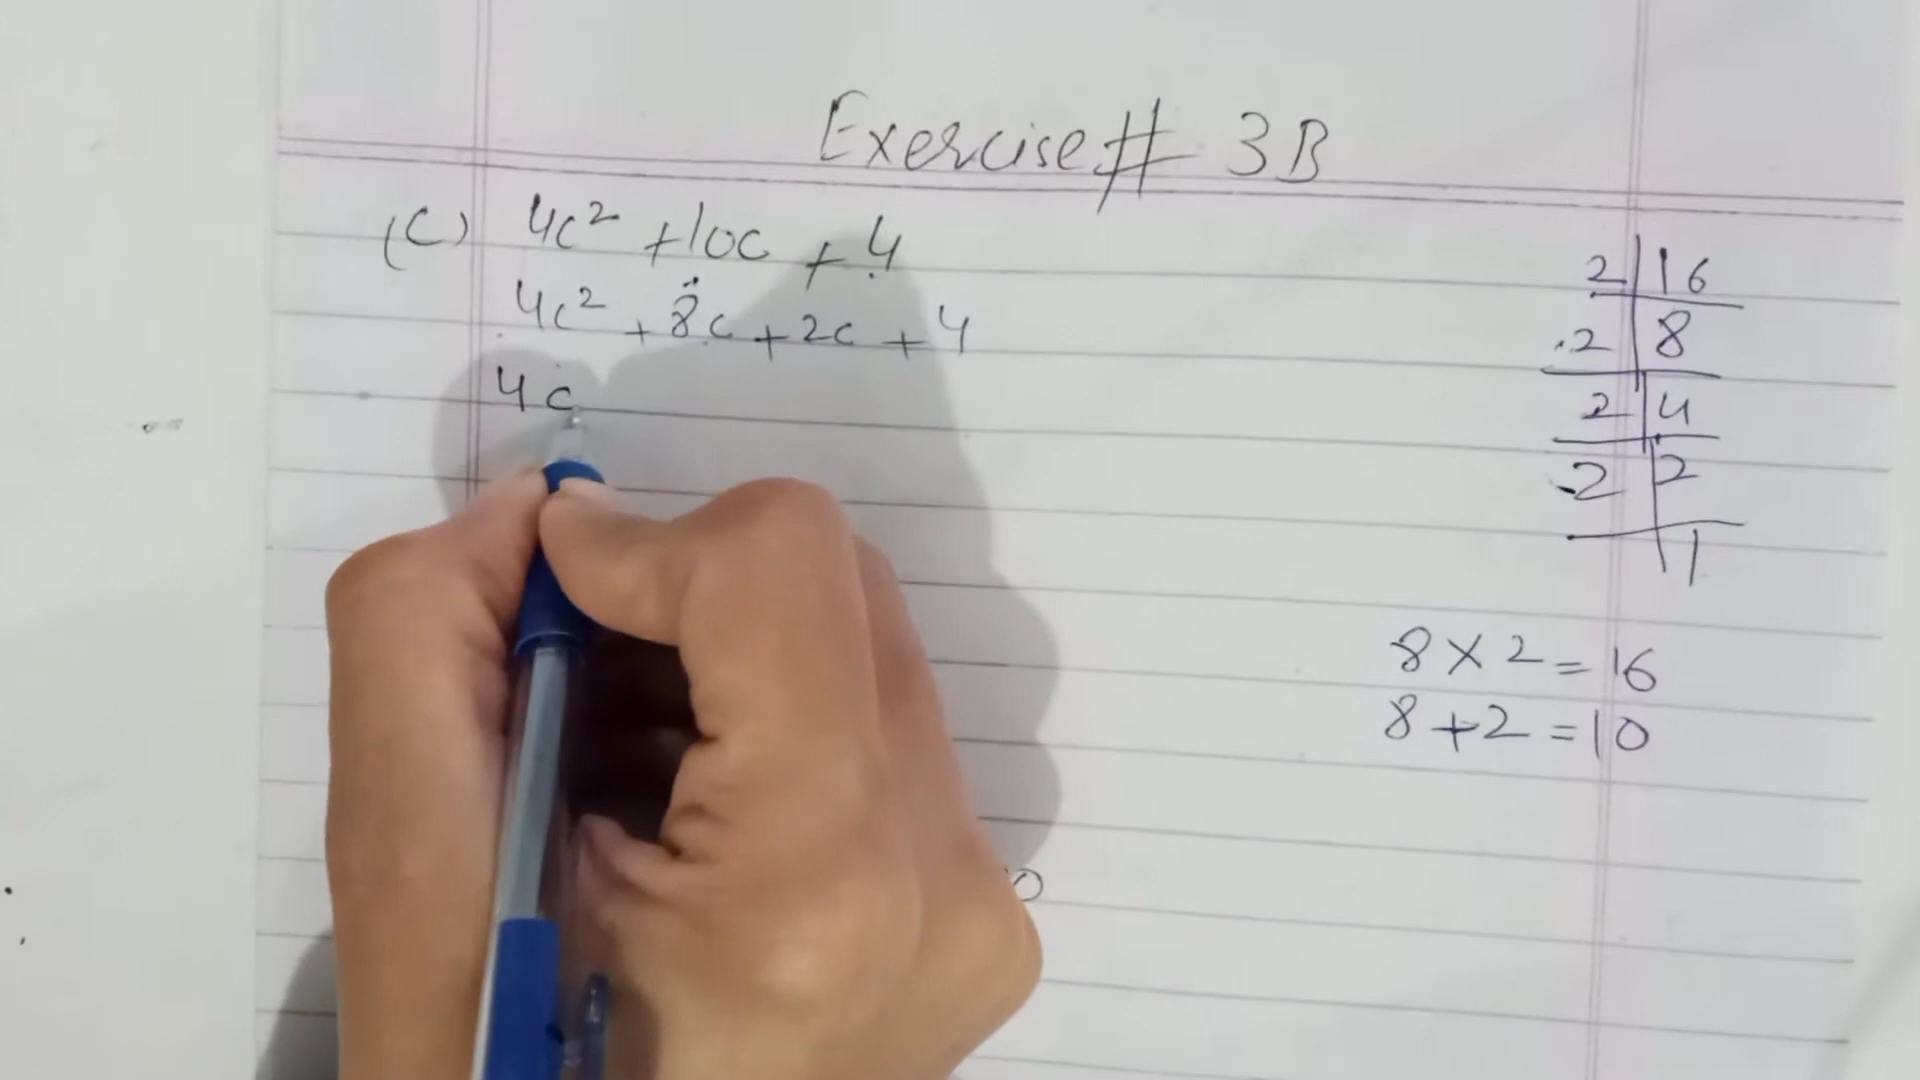 Exercise # 3B
(C) 4c² + 10c + 4
4c² + 8c + 2c + 4
4c
2 | 16
2 | 8
2 | 4
2 | 2
1
8 × 2 = 16
8 + 2 = 10